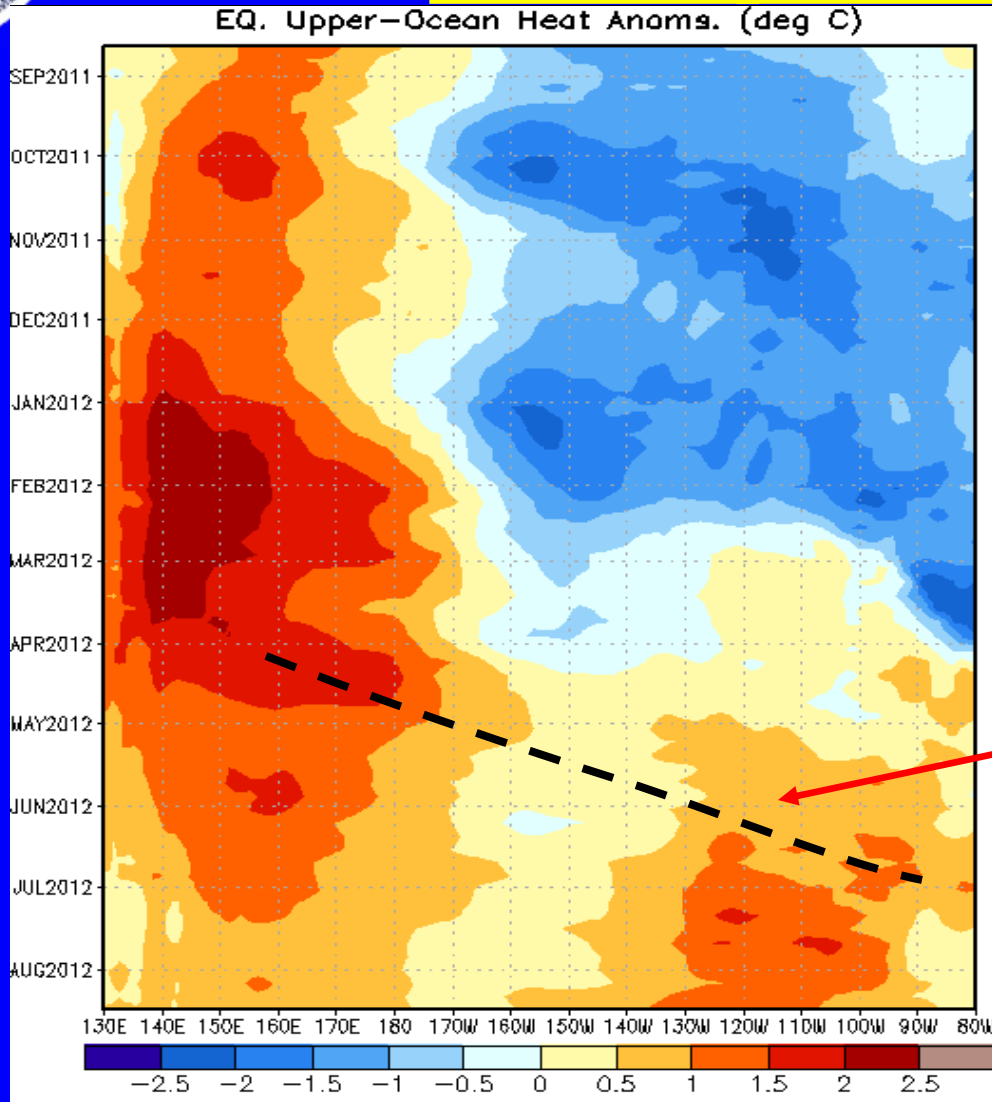 EQ. Upper-Ocean Heat Anoms. (deg C)
SEP2011
OCT2011
NOV2011
DEC2011
JAN2012
FEB2012
MAR2012
APR2012
MAY2012
JUN2012
JUL2012
AUG2012
130E 140E 150E 160E 170E 180 170W 160W 150W 140W 130W 120W 110W 100W 90W 80W
-2.5 -2 -1.5 -1 -0.5 0 0.5 1 1.5 2 2.5